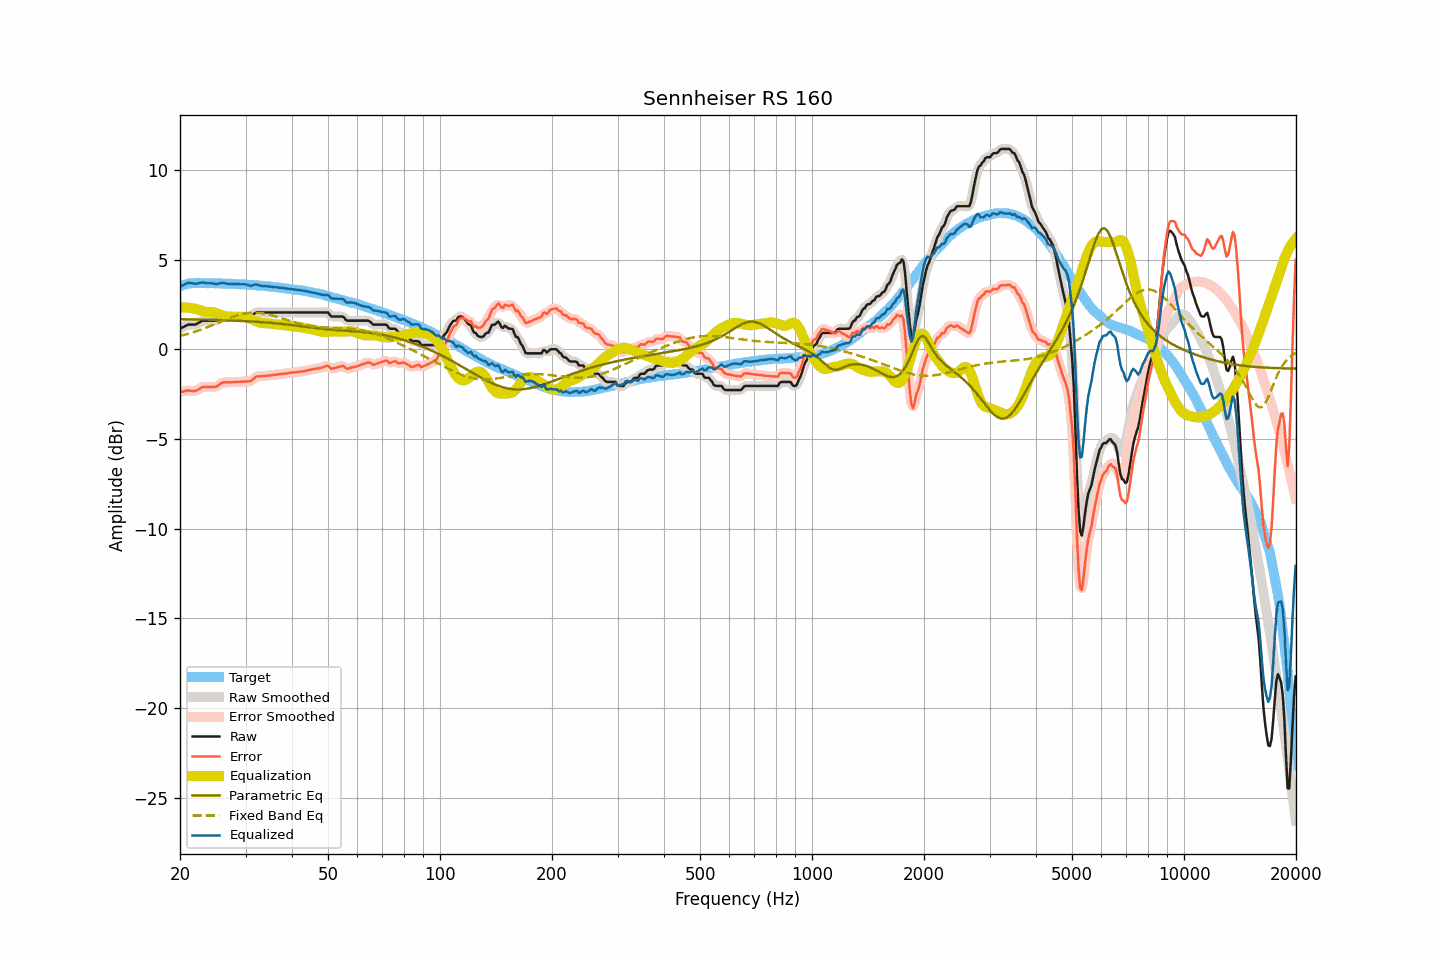 Sennheiser RS 160
Amplitude (dBr)
10
5
0
−5
−10
−15
−20
−25
Target
Raw Smoothed
Error Smoothed
Raw
Error
Equalization
Parametric Eq
Fixed Band Eq
Equalized
20 50 100 200 500 1000 2000 5000 10000 20000
Frequency (Hz)